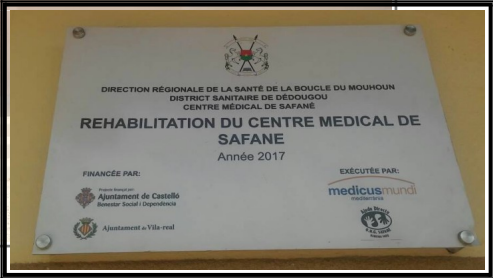 DIRECTION RÉGIONALE DE LA SANTÉ DE LA BOUCLE DU MOUHOUN
DISTRICT SANITAIRE DE DÉDOUGOU
CENTRE MÉDICAL DE SAFANÉ
REHABILITATION DU CENTRE MEDICAL DE
SAFANE
Année 2017
FINANCÉE PAR:
Ajuntament de Castelló
Benestar Social i Dependència
Ajuntament de Vila-real
EXÉCUTÉE PAR:
medicusmundi
mediterrània